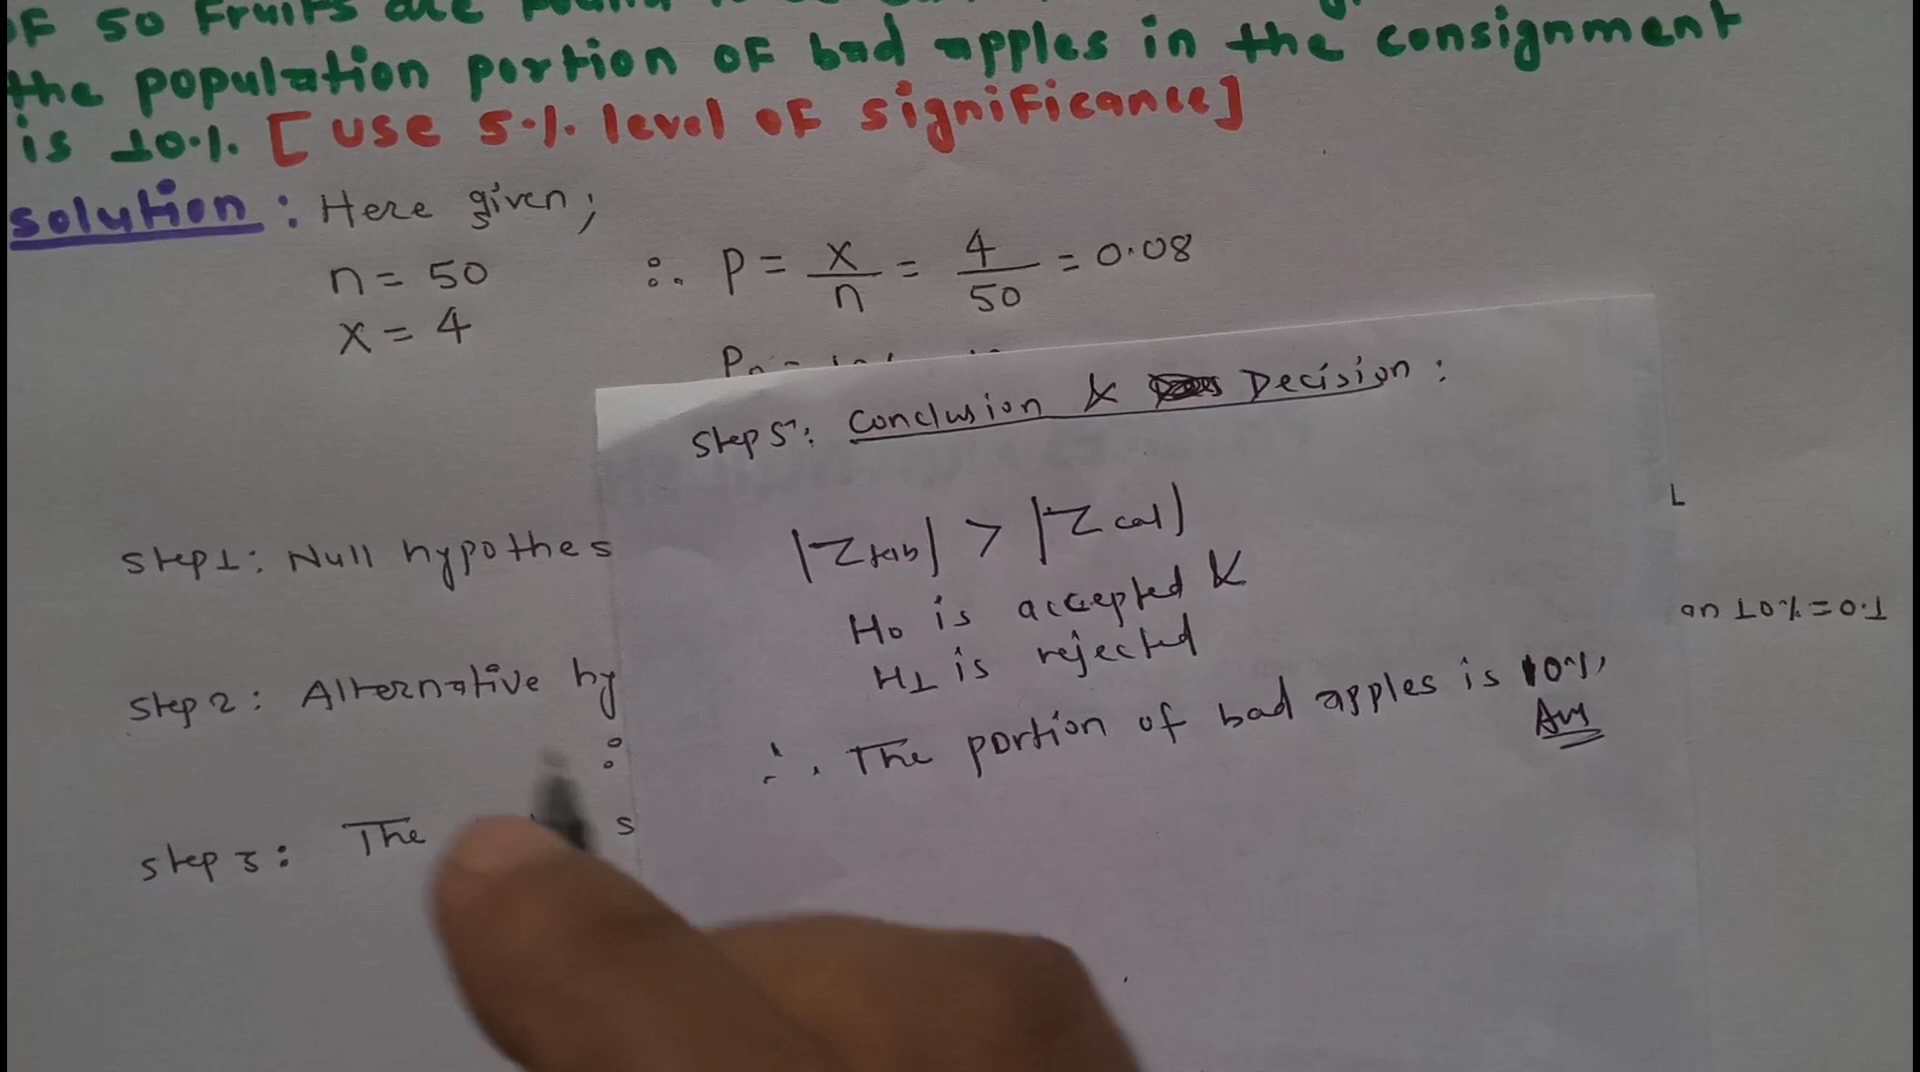 OF 50 Fruits are
the population portion OF bad apples in the consignment
is 10%. [use 5% level OF significance]
solution: Here given;
n = 50 ∴ P = x/n = 4/50 = 0.08
x = 4
Step 5: Conclusion & Decision:
|Ztab| > |Zcal|
Step 1: Null hypothes
H0 is accepted &
an 10% = 0.1
H1 is rejected
Step 2: Alternative hy
∴ The portion of bad apples is 10%
Ans
Step 3: The